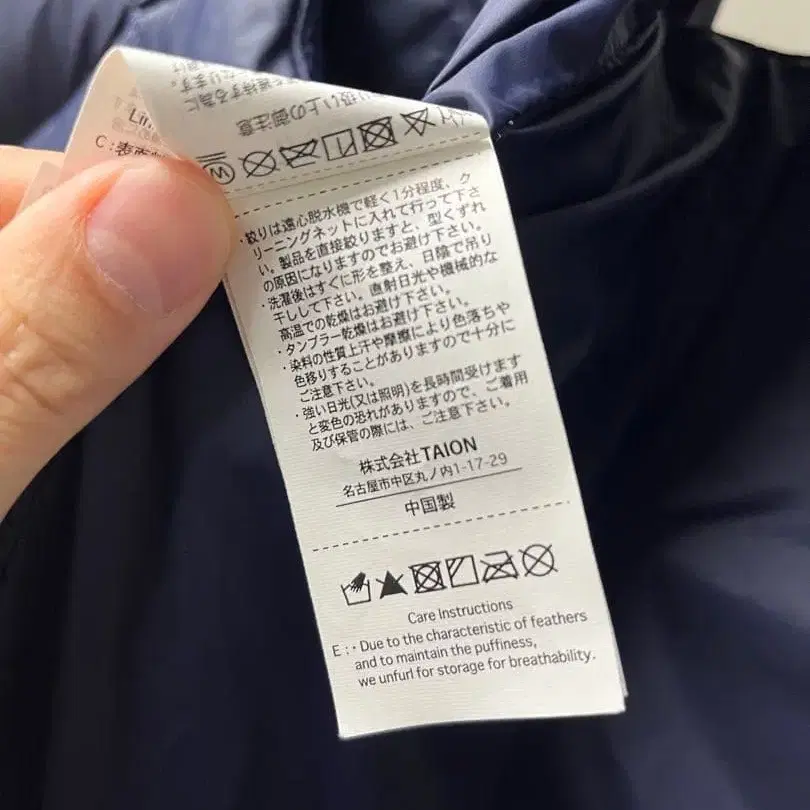 取り扱い上の御注意
・絞りは遠心脱水機で軽く1分程度、ク
リーニングネットに入れて行って下さ
い。製品を直接絞りますと、型くずれ
の原因になりますのでお避け下さい。
・洗濯後はすぐに形を整え、日陰で吊り
干しして下さい。直射日光や機械的な
高温での乾燥はお避け下さい。
・タンブラー乾燥はお避け下さい。
・染料の性質上汗や摩擦により色落ちや
色移りすることがありますので十分に
ご注意下さい。
・強い日光(又は照明)を長時間受けます
と変色の恐れがありますので、ご着用
及び保管の際には、ご注意下さい。
株式会社TAION
名古屋市中区丸ノ内1-17-29
中国製
Care Instructions
E:・Due to the characteristic of feathers
and to maintain the puffiness,
we unfurl for storage for breathability.